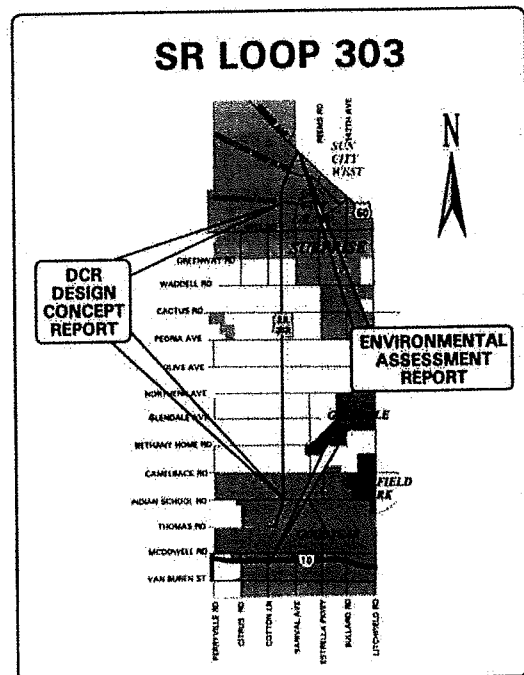 SR LOOP 303
REEMS RD
N
SUN
CITY
WEST
60
DCR
DESIGN
CONCEPT
REPORT
GREENWAY RD
WADDELL RD
CACTUS RD
PEORIA AVE
OLIVE AVE
NORTHERN AVE
GLENDALE AVE
BETHANY HOME RD
CAMELBACK RD
INDIAN SCHOOL RD
THOMAS RD
MCDOWELL RD
VAN BUREN ST
ENVIRONMENTAL
ASSESSMENT
REPORT
10
PERRYVILLE RD
CITRUS RD
COTTON LN
SARIVAL AVE
ESTRELLA PKWY
BULLARD RD
LITCHFIELD RD